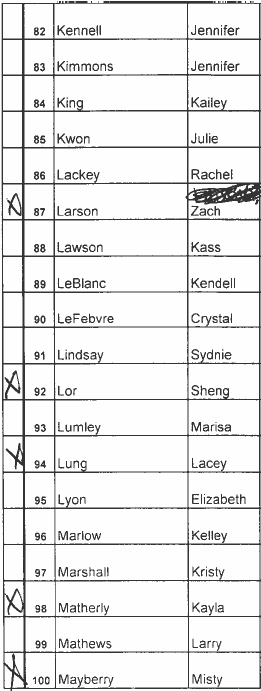 82 Kennell Jennifer
83 Kimmons Jennifer
84 King Kailey
85 Kwon Julie
86 Lackey Rachel
87 Larson Zach
88 Lawson Kass
89 LeBlanc Kendell
90 LeFebvre Crystal
91 Lindsay Sydnie
92 Lor Sheng
93 Lumley Marisa
94 Lung Lacey
95 Lyon Elizabeth
96 Marlow Kelley
97 Marshall Kristy
98 Matherly Kayla
99 Mathews Larry
100 Mayberry Misty